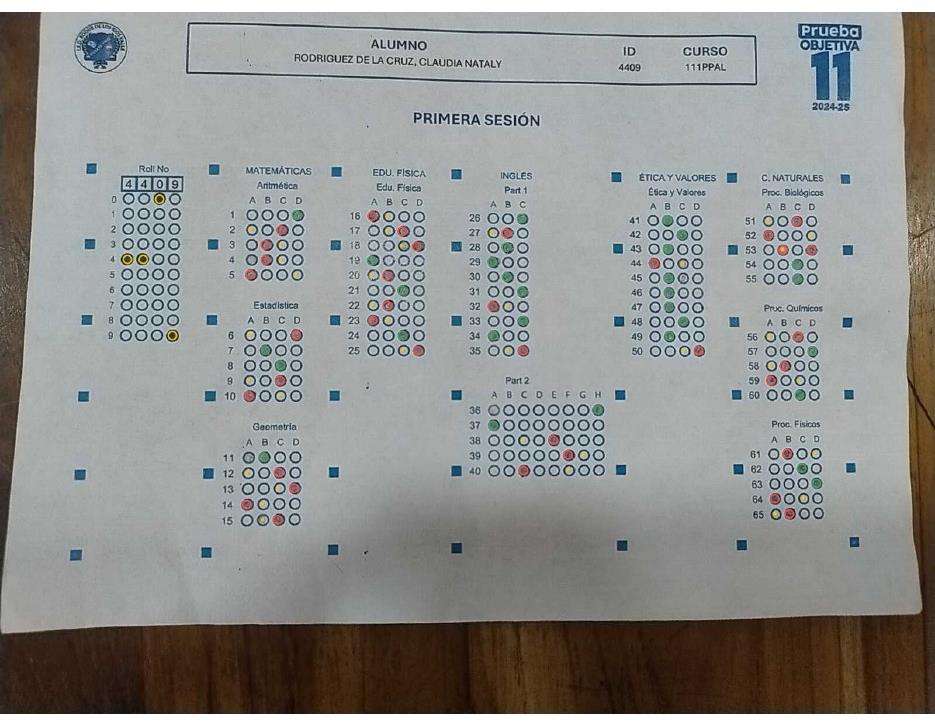 Prueba
OBJETIVA
11
2024-25
ALUMNO
RODRIGUEZ DE LA CRUZ, CLAUDIA NATALY
ID
4409
CURSO
111PPAL
PRIMERA SESIÓN
Roll No
4 4 0 9
0
1
2
3
4
5
6
7
8
9
MATEMÁTICAS
Aritmética
A B C D
1
2
3
4
5
Estadística
A B C D
6
7
8
9
10
Geometría
A B C D
11
12
13
14
15
EDU. FÍSICA
Edu. Física
A B C D
16
17
18
19
20
21
22
23
24
25
INGLÉS
Part 1
A B C
26
27
28
29
30
31
32
33
34
35
Part 2
A B C D E F G H
36
37
38
39
40
ÉTICA Y VALORES
Ética y Valores
A B C D
41
42
43
44
45
46
47
48
49
50
C. NATURALES
Proc. Biológicos
A B C D
51
52
53
54
55
Proc. Químicos
A B C D
56
57
58
59
60
Proc. Físicos
A B C D
61
62
63
64
65